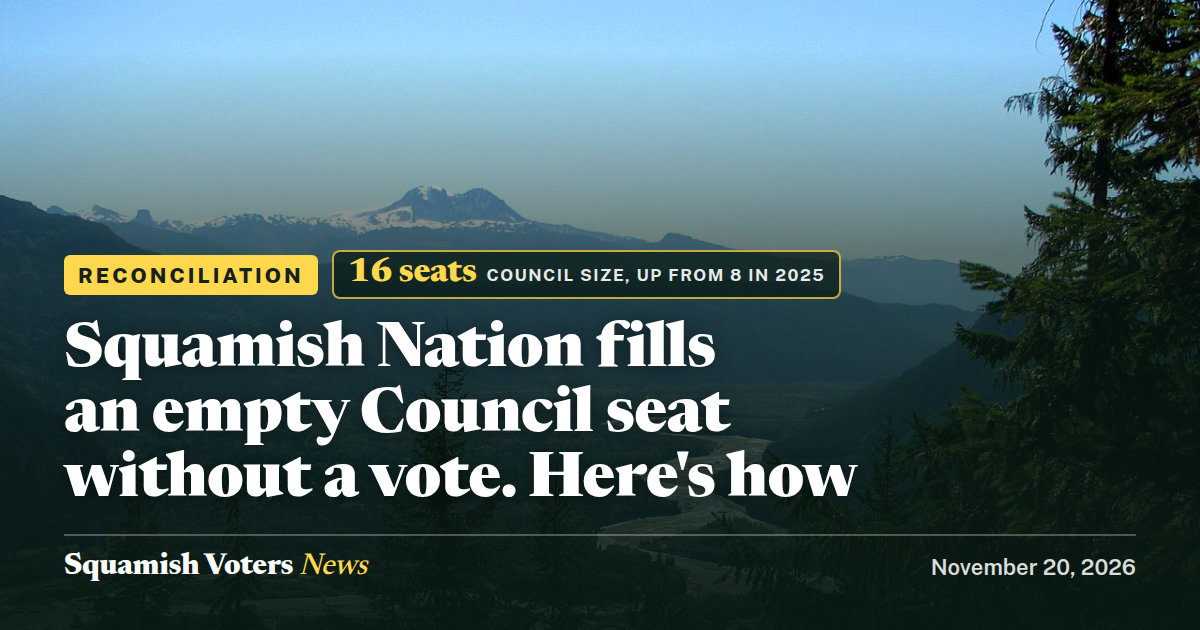 RECONCILIATION
16 seats COUNCIL SIZE, UP FROM 8 IN 2025
Squamish Nation fills
an empty Council seat
without a vote. Here's how
Squamish Voters News
November 20, 2026